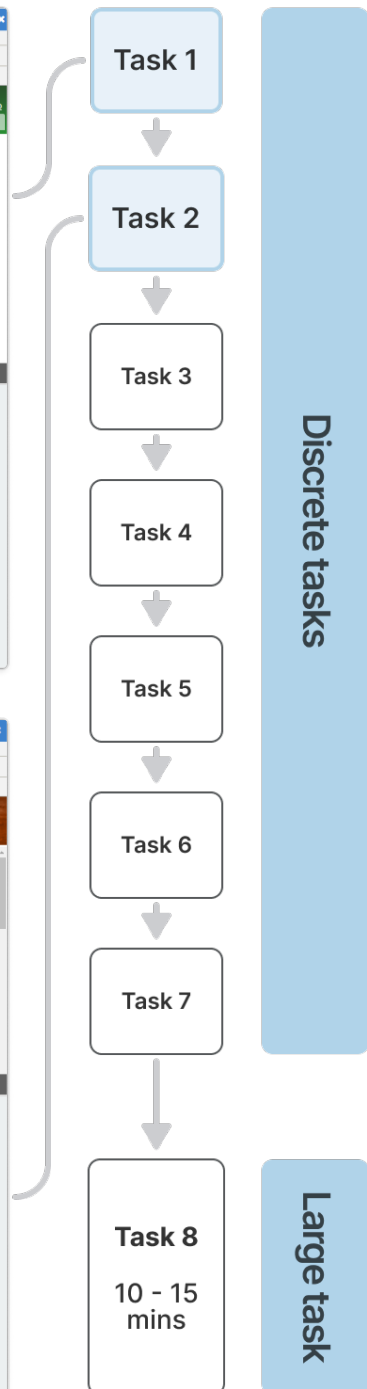 Task 1
Task 2
Task 3
Task 4
Task 5
Task 6
Task 7
Task 8
10 - 15
mins
Discrete tasks
Large task